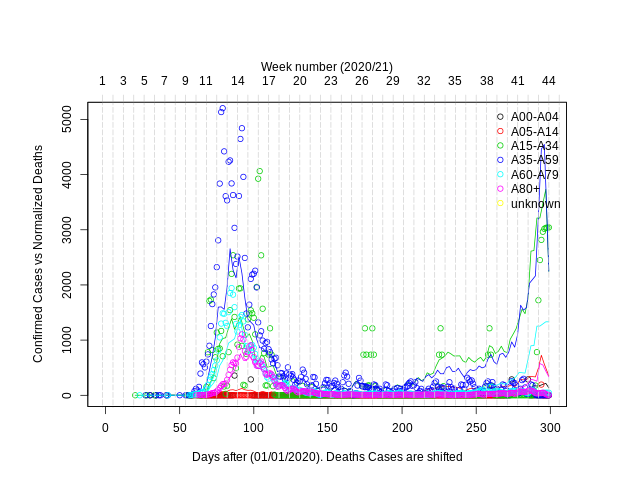 Week number (2020/21)
1 3 5 7 9 11 14 17 20 23 26 29 32 35 38 41 44
A00-A04
A05-A14
A15-A34
A35-A59
A60-A79
A80+
unknown
5000
4000
3000
2000
1000
0
Confirmed Cases vs Normalized Deaths
0 50 100 150 200 250 300
Days after (01/01/2020). Deaths Cases are shifted